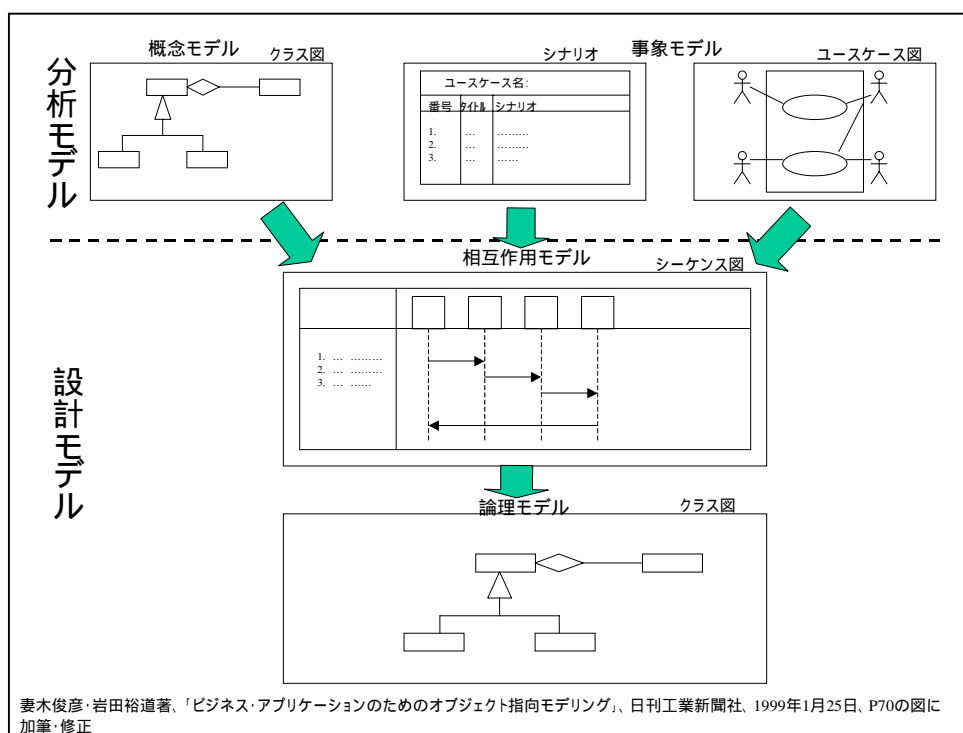 概念モデル
クラス図
シナリオ
事象モデル
ユースケース図
分析モデル
ユースケース名:
番号 タイトル シナリオ
1. … ………
2. … ………
3. … ……
相互作用モデル
シーケンス図
設計モデル
1. … ………
2. … ………
3. … ……
論理モデル
クラス図
妻木俊彦・岩田裕道著、「ビジネス・アプリケーションのためのオブジェクト指向モデリング」、日刊工業新聞社、1999年1月25日、P70の図に
加筆・修正